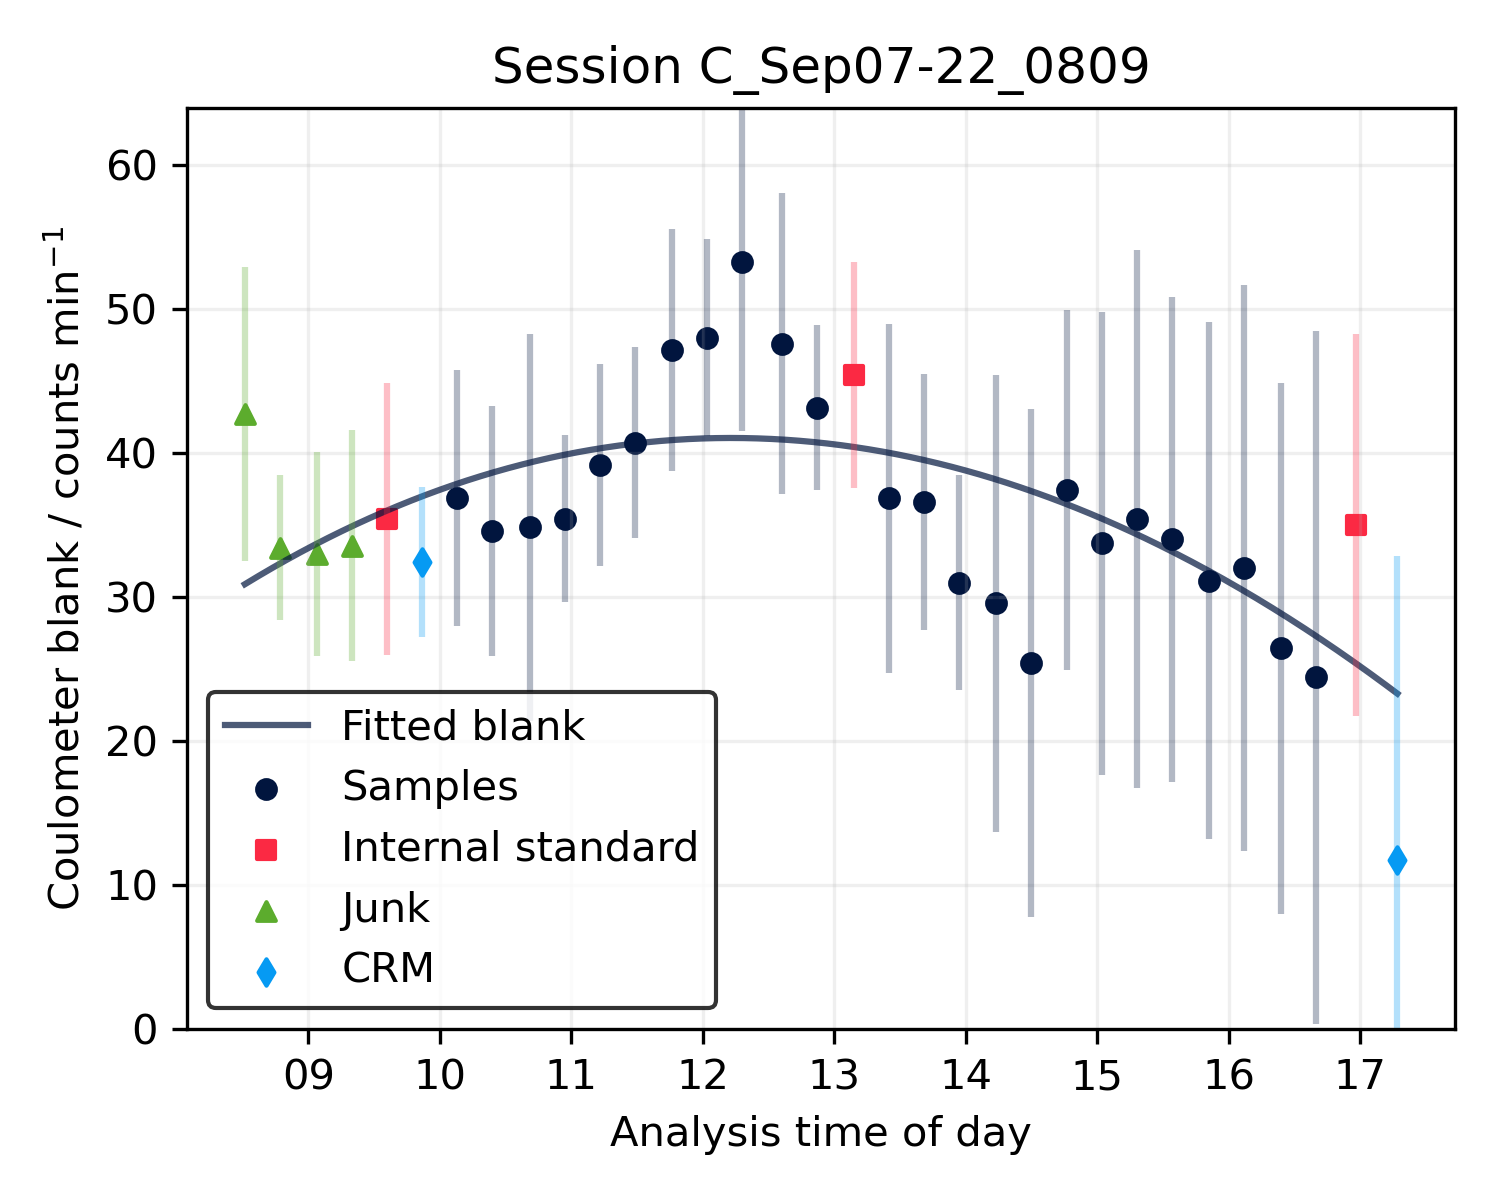 Session C_Sep07-22_0809
Coulometer blank / counts min⁻¹
60
50
40
30
20
10
0
Fitted blank
Samples
Internal standard
Junk
CRM
09 10 11 12 13 14 15 16 17
Analysis time of day